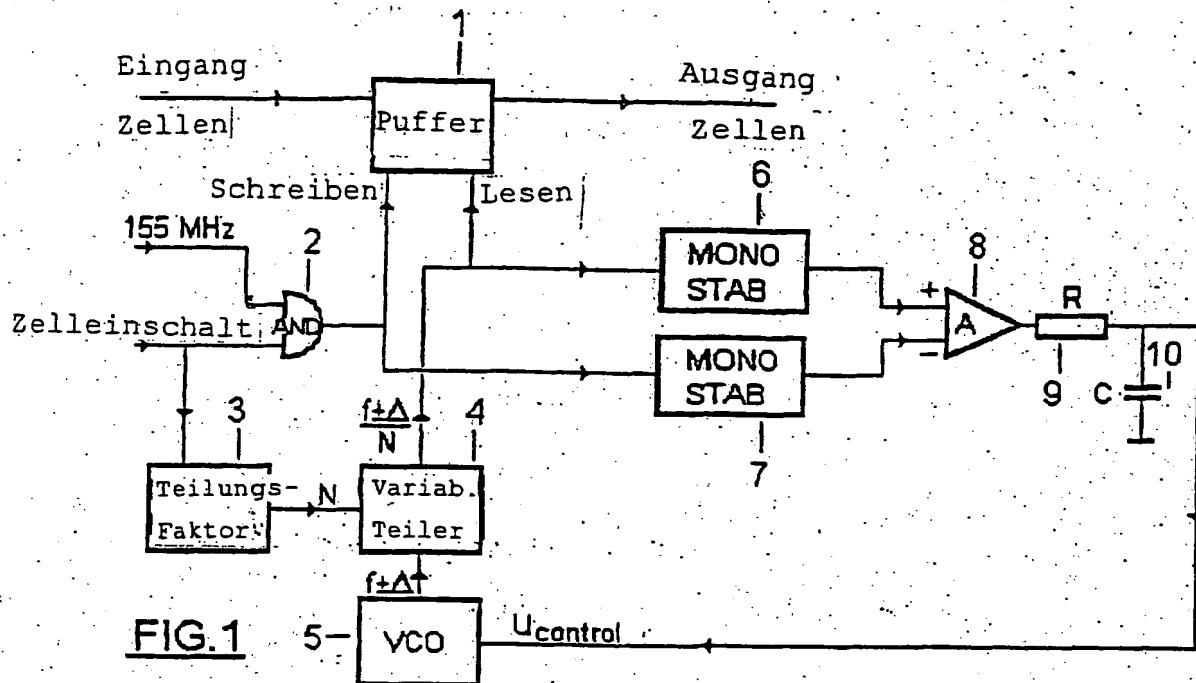 1
Eingang
Zellen
Puffer
Ausgang
Zellen
Schreiben
Lesen
155 MHz
2
AND
Zelleinschalt
6
MONO
STAB
8
+
A
−
R
9
10
C
MONO
STAB
7
3
f±Δ
N
4
Teilungs-
Faktor
N
Variab.
Teiler
f±Δ
FIG.1
5
VCO
Ucontrol